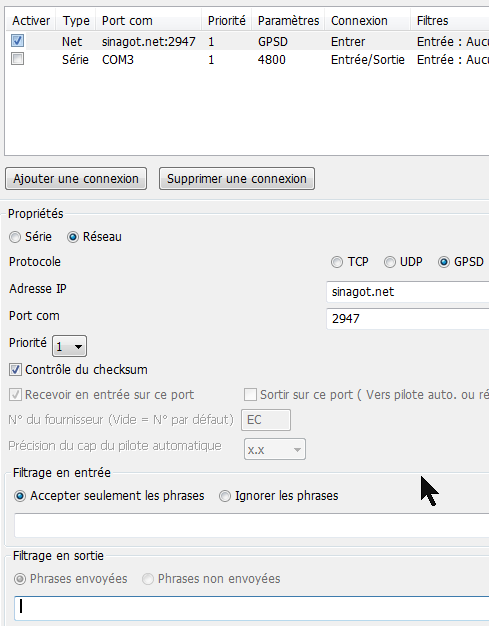 Activer Type Port com Priorité Paramètres Connexion Filtres
Net sinagot.net:2947 1 GPSD Entrer Entrée : Auc
Série COM3 1 4800 Entrée/Sortie Entrée : Auc
Ajouter une connexion Supprimer une connexion
Propriétés
Série Réseau
Protocole TCP UDP GPSD
Adresse IP sinagot.net
Port com 2947
Priorité 1
Contrôle du checksum
Recevoir en entrée sur ce port Sortir sur ce port ( Vers pilote auto. ou ré
N° du fournisseur (Vide = N° par défaut) EC
Précision du cap du pilote automatique x.x
Filtrage en entrée
Accepter seulement les phrases Ignorer les phrases
Filtrage en sortie
Phrases envoyées Phrases non envoyées